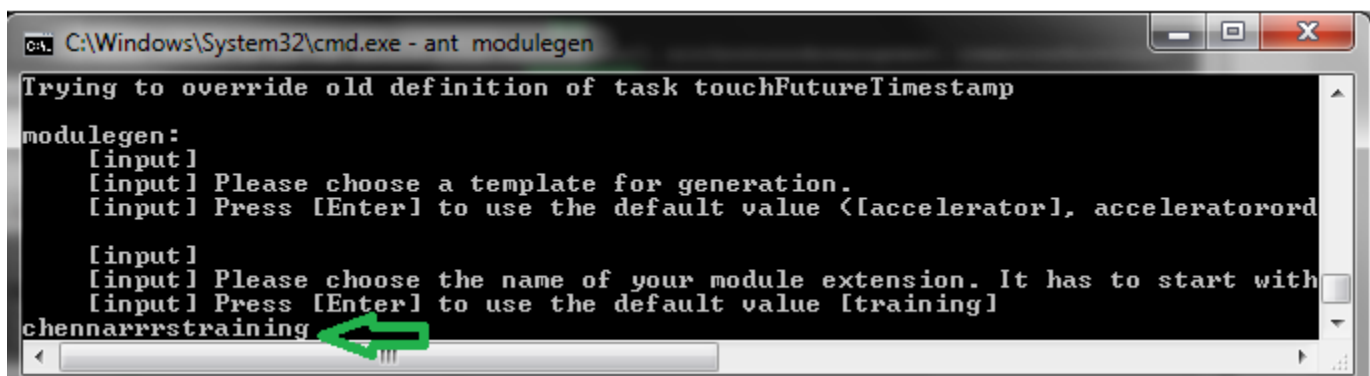 C:\Windows\System32\cmd.exe - ant  modulegen
Trying to override old definition of task touchFutureTimestamp
modulegen:
[input]
[input] Please choose a template for generation.
[input] Press [Enter] to use the default value ([accelerator], acceleratorord
[input]
[input] Please choose the name of your module extension. It has to start with
[input] Press [Enter] to use the default value [training]
chennarrrstraining